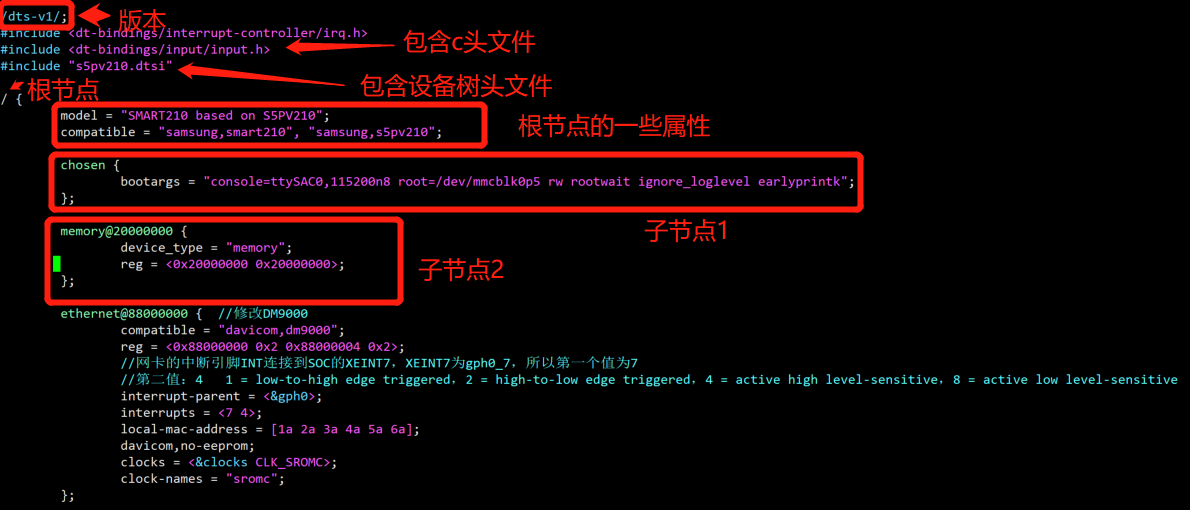 /dts-v1/;
版本
#include <dt-bindings/interrupt-controller/irq.h>
#include <dt-bindings/input/input.h>
包含c头文件
#include "s5pv210.dtsi"
包含设备树头文件
根节点
/ {
model = "SMART210 based on S5PV210";
compatible = "samsung,smart210", "samsung,s5pv210";
根节点的一些属性
chosen {
bootargs = "console=ttySAC0,115200n8 root=/dev/mmcblk0p5 rw rootwait ignore_loglevel earlyprintk";
};
子节点1
memory@20000000 {
device_type = "memory";
reg = <0x20000000 0x20000000>;
};
子节点2
ethernet@88000000 {  //修改DM9000
compatible = "davicom,dm9000";
reg = <0x88000000 0x2 0x88000004 0x2>;
//网卡的中断引脚INT连接到SOC的XEINT7, XEINT7为gph0_7, 所以第一个值为7
//第二值: 4   1 = low-to-high edge triggered, 2 = high-to-low edge triggered, 4 = active high level-sensitive, 8 = active low level-sensitive
interrupt-parent = <&gph0>;
interrupts = <7 4>;
local-mac-address = [1a 2a 3a 4a 5a 6a];
davicom,no-eeprom;
clocks = <&clocks CLK_SROMC>;
clock-names = "sromc";
};